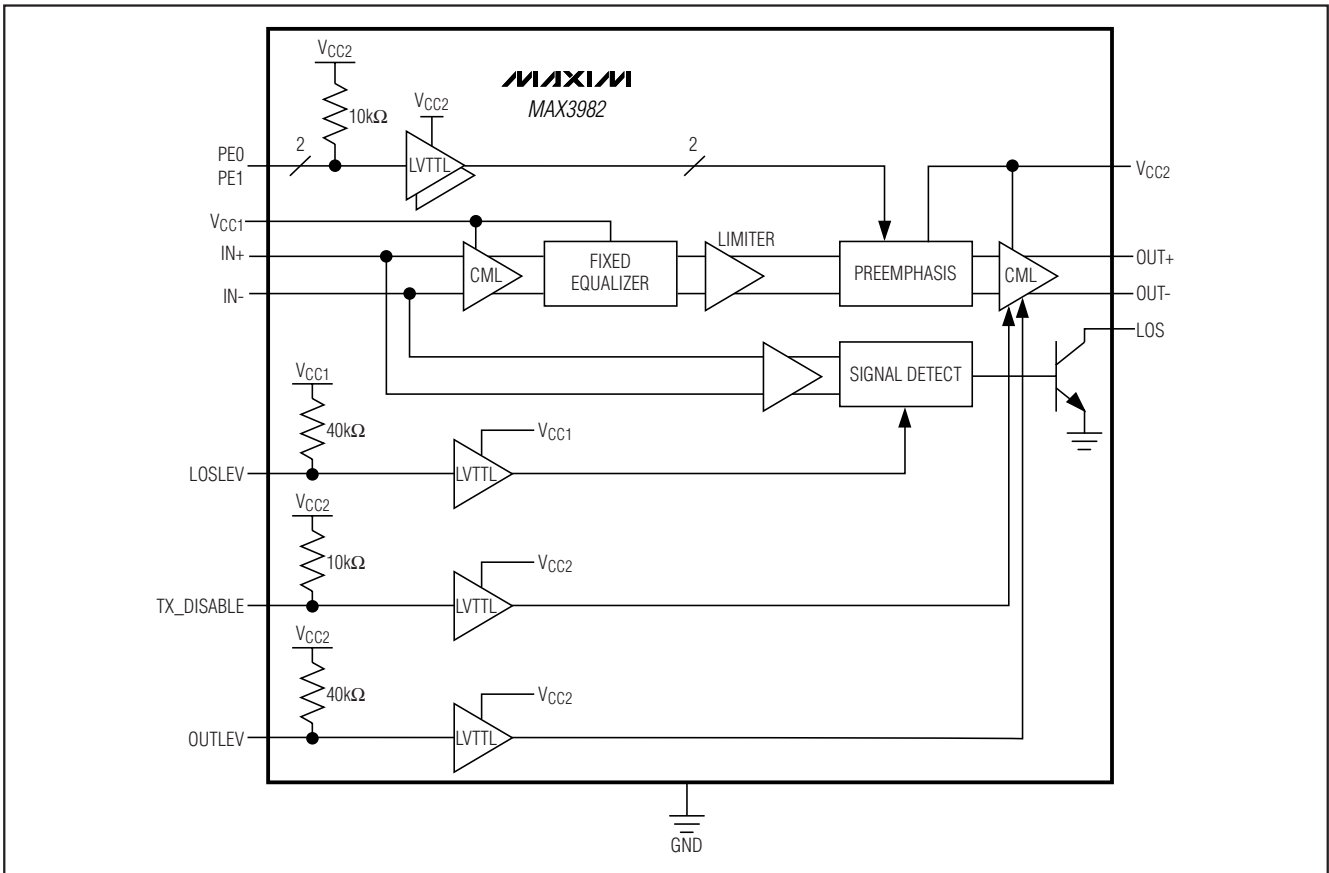 VCC2
MAXIM
MAX3982
10kΩ
VCC2
PE0
PE1
2
LVTTL
2
VCC2
VCC1
IN+
IN-
CML
FIXED
EQUALIZER
LIMITER
PREEMPHASIS
CML
OUT+
OUT-
LOS
SIGNAL DETECT
VCC1
40kΩ
VCC1
LOSLEV
LVTTL
VCC2
10kΩ
VCC2
TX_DISABLE
LVTTL
VCC2
40kΩ
VCC2
OUTLEV
LVTTL
GND